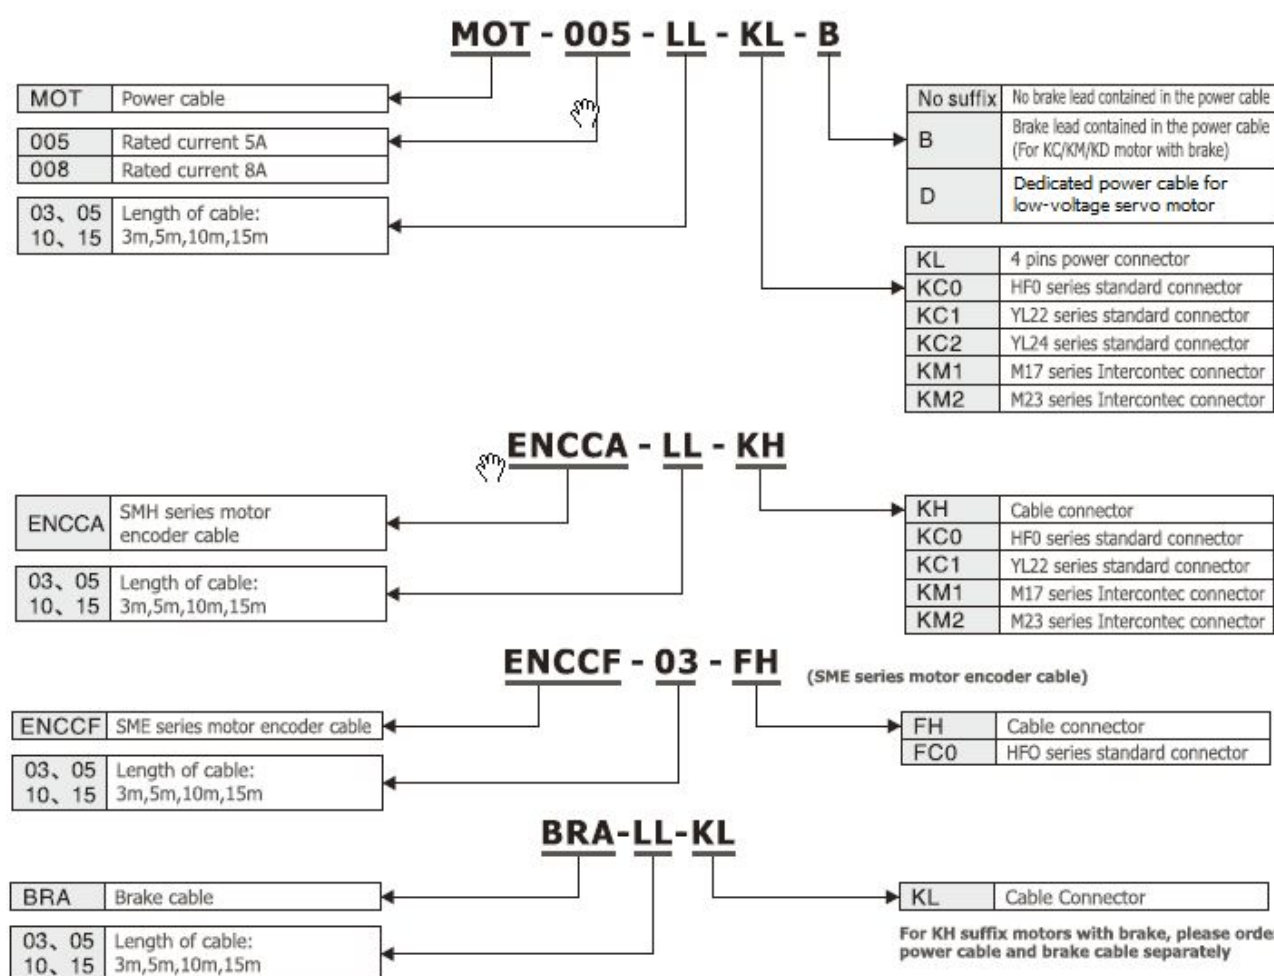 MOT - 005 - LL - KL - B
MOT Power cable
005 Rated current 5A
008 Rated current 8A
03、05 Length of cable:
10、15 3m,5m,10m,15m
No suffix No brake lead contained in the power cable
B Brake lead contained in the power cable
(For KC/KM/KD motor with brake)
D Dedicated power cable for
low-voltage servo motor
KL 4 pins power connector
KC0 HF0 series standard connector
KC1 YL22 series standard connector
KC2 YL24 series standard connector
KM1 M17 series Intercontec connector
KM2 M23 series Intercontec connector
ENCCA - LL - KH
ENCCA SMH series motor
encoder cable
03、05 Length of cable:
10、15 3m,5m,10m,15m
KH Cable connector
KC0 HF0 series standard connector
KC1 YL22 series standard connector
KM1 M17 series Intercontec connector
KM2 M23 series Intercontec connector
ENCCF - 03 - FH (SME series motor encoder cable)
ENCCF SME series motor encoder cable
03、05 Length of cable:
10、15 3m,5m,10m,15m
FH Cable connector
FC0 HFO series standard connector
BRA-LL-KL
BRA Brake cable
03、05 Length of cable:
10、15 3m,5m,10m,15m
KL Cable Connector
For KH suffix motors with brake, please orde
power cable and brake cable separately